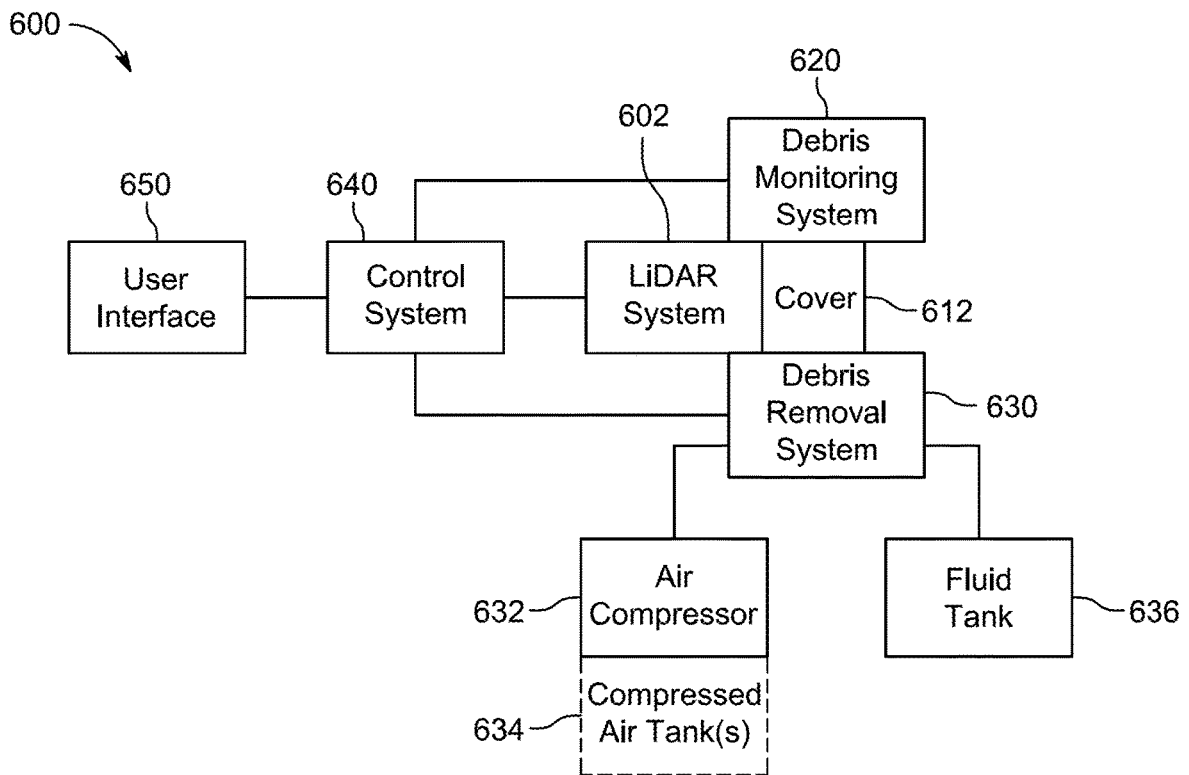 600
620
602
Debris
Monitoring
System
650
640
User
Interface
Control
System
LiDAR
System
Cover
612
Debris
Removal
System
630
632
Air
Compressor
Fluid
Tank
636
634
Compressed
Air Tank(s)